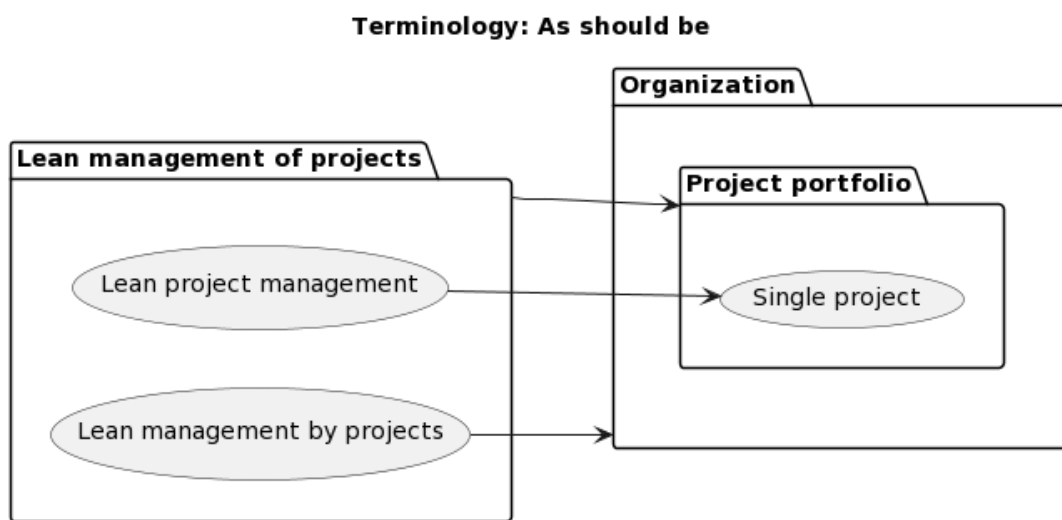 Terminology: As should be
Organization
Lean management of projects
Project portfolio
Lean project management
Single project
Lean management by projects